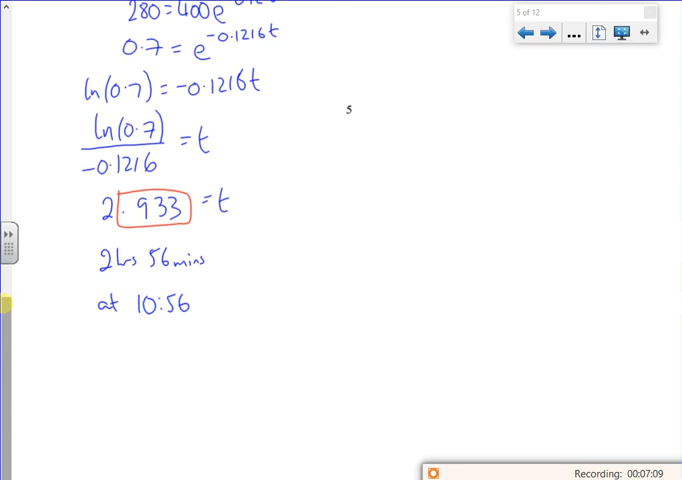 280 = 400e
0.7 = e^-0.1216t
ln(0.7) = -0.1216t
ln(0.7)
-0.1216
= t
2.933 = t
2hrs 56mins
at 10:56
5
5 of 12
...
Recording: 00:07:09